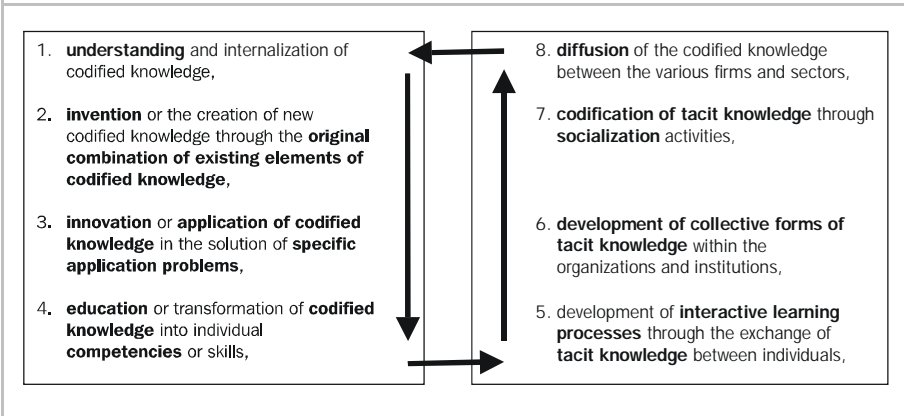 1. understanding and internalization of
codified knowledge,
2. invention or the creation of new
codified knowledge through the original
combination of existing elements of
codified knowledge,
3. innovation or application of codified
knowledge in the solution of specific
application problems,
4. education or transformation of codified
knowledge into individual
competencies or skills,
8. diffusion of the codified knowledge
between the various firms and sectors,
7. codification of tacit knowledge through
socialization activities,
6. development of collective forms of
tacit knowledge within the
organizations and institutions,
5. development of interactive learning
processes through the exchange of
tacit knowledge between individuals,